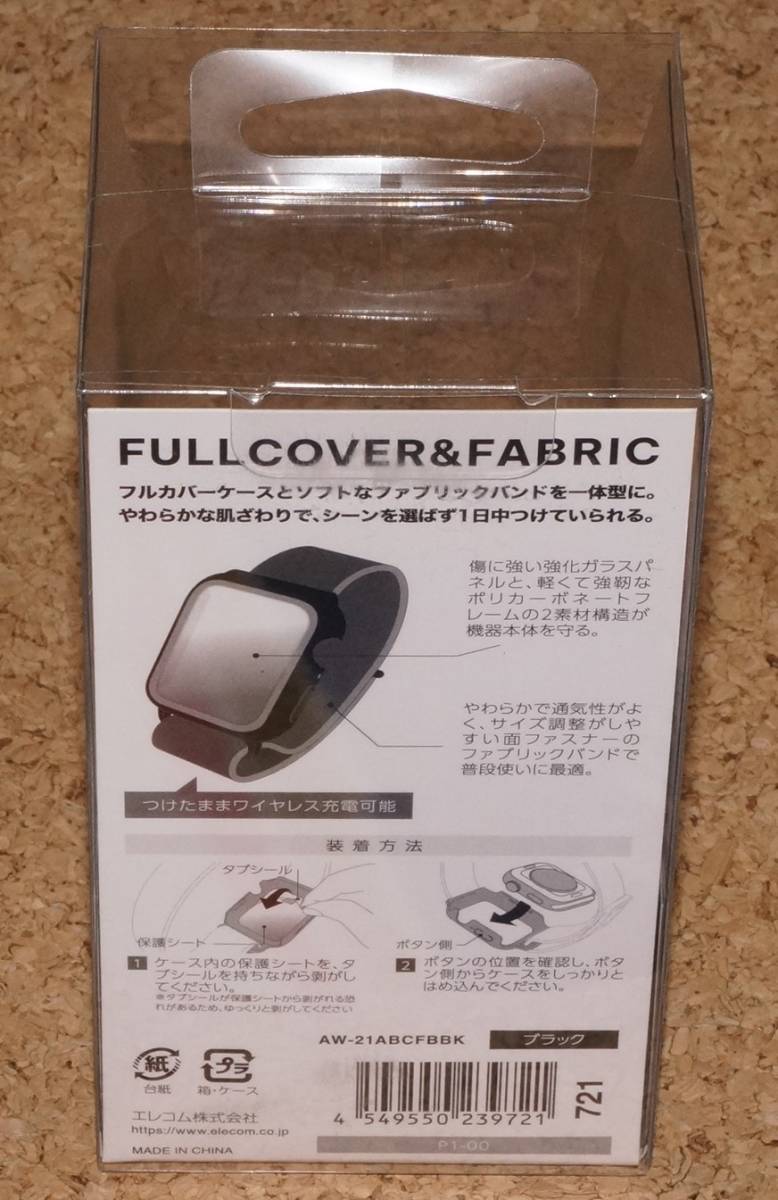 FULLCOVER&FABRIC
フルカバーケースとソフトなファブリックバンドを一体型に。
やわらかな肌ざわりで、シーンを選ばず1日中つけていられる。
傷に強い強化ガラスパ
ネルと、軽くて強靭な
ポリカーボネートフ
レームの2素材構造が
機器本体を守る。
やわらかで通気性がよ
く、サイズ調整がしや
すい面ファスナーの
ファブリックバンドで
普段使いに最適。
つけたままワイヤレス充電可能
装着方法
タブシール
保護シート
1 ケース内の保護シートを、タ
ブシールを持ちながら剥がし
てください。
※タブシールが保護シートから剥がれる恐
れがあるため、ゆっくりと剥がしてください
ボタン側
2 ボタンの位置を確認し、ボタ
ン側からケースをしっかりと
はめ込んでください。
AW-21ABCFBBK ブラック
紙
台紙
プラ
箱・ケース
エレコム株式会社
https://www.elecom.co.jp
MADE IN CHINA
4 549550 239721
721
P1-00